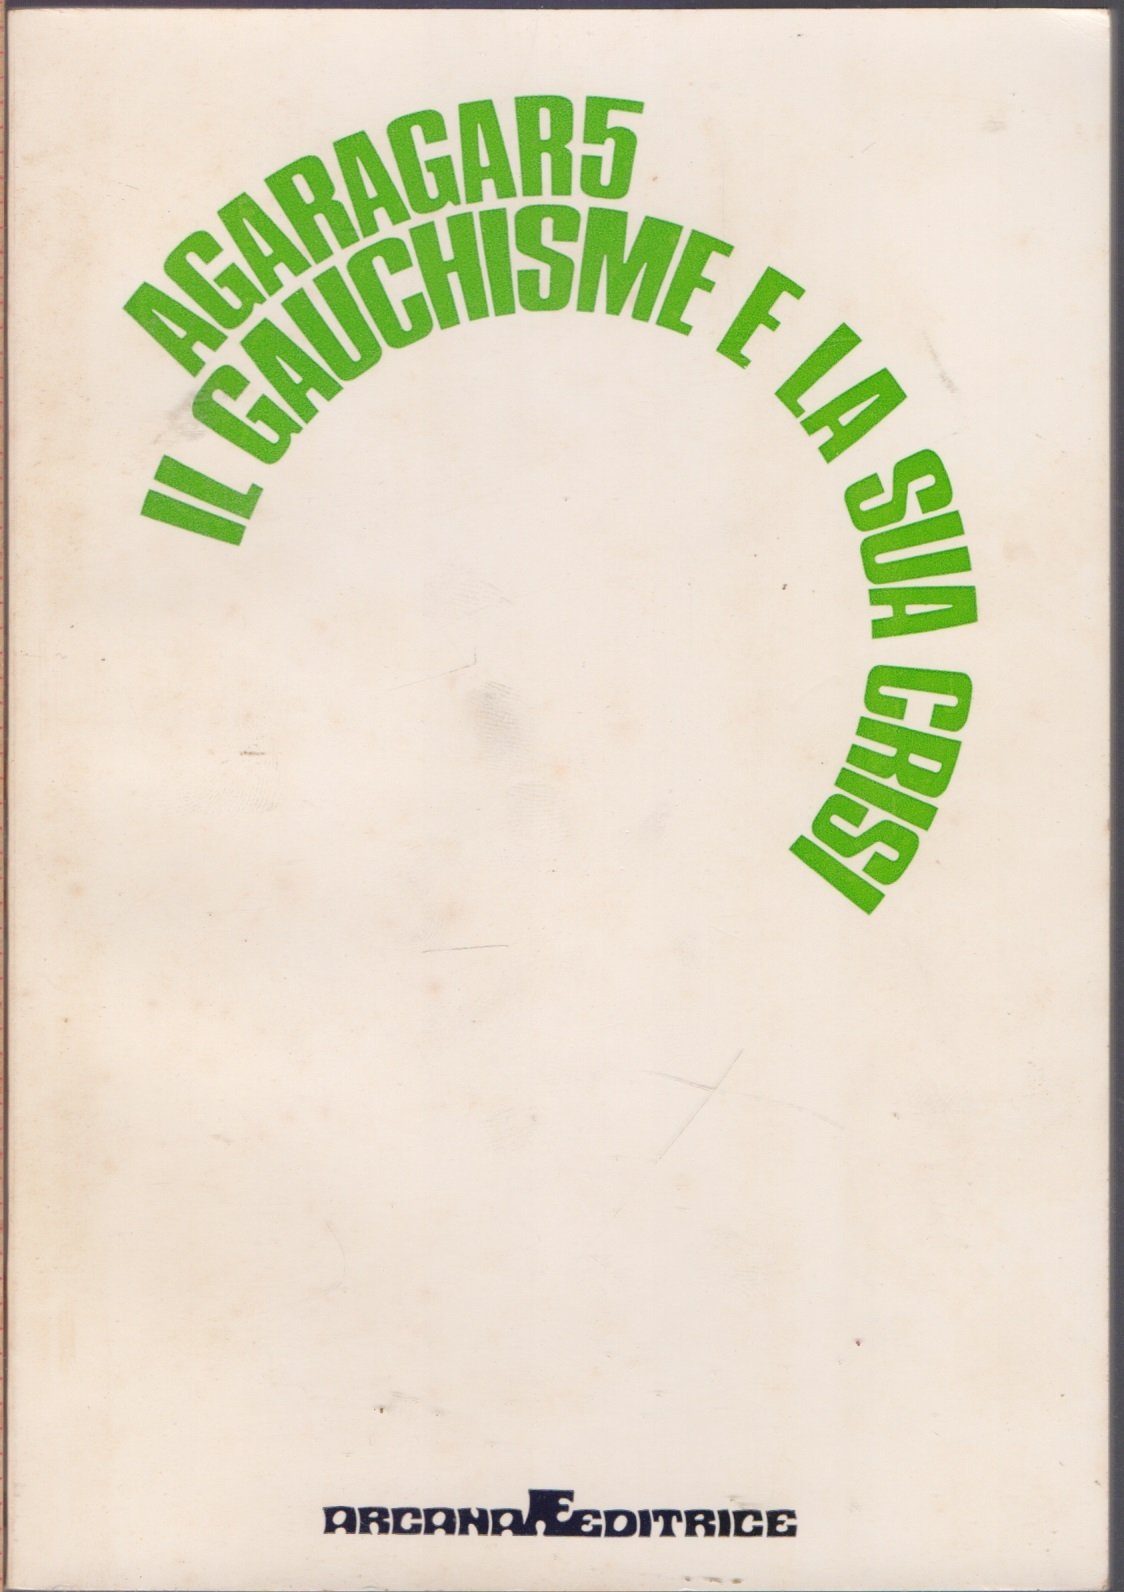 AGARAGAR5
IL GAUCHISME E LA SUA CRISI
ARCANA Æ EDITRICE